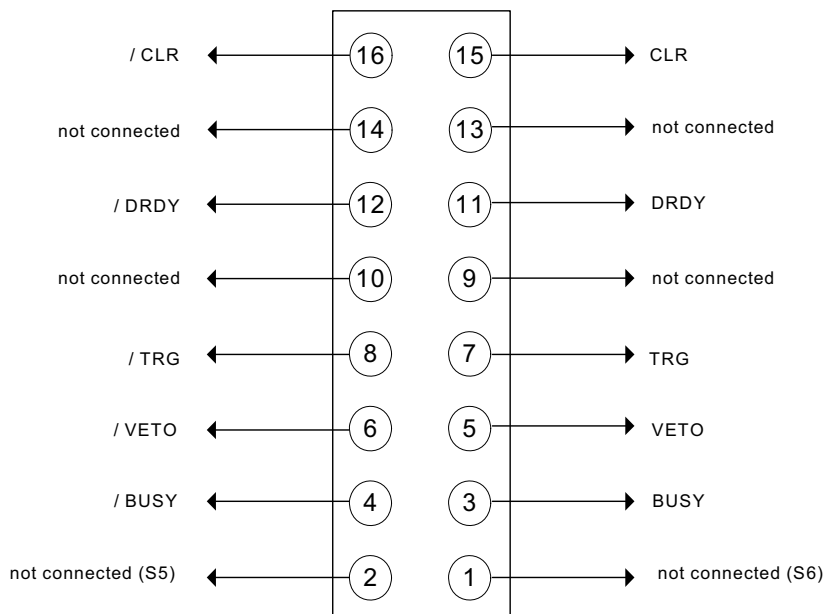 / CLR 16 15 CLR
not connected 14 13 not connected
/ DRDY 12 11 DRDY
not connected 10 9 not connected
/ TRG 8 7 TRG
/ VETO 6 5 VETO
/ BUSY 4 3 BUSY
not connected (S5) 2 1 not connected (S6)